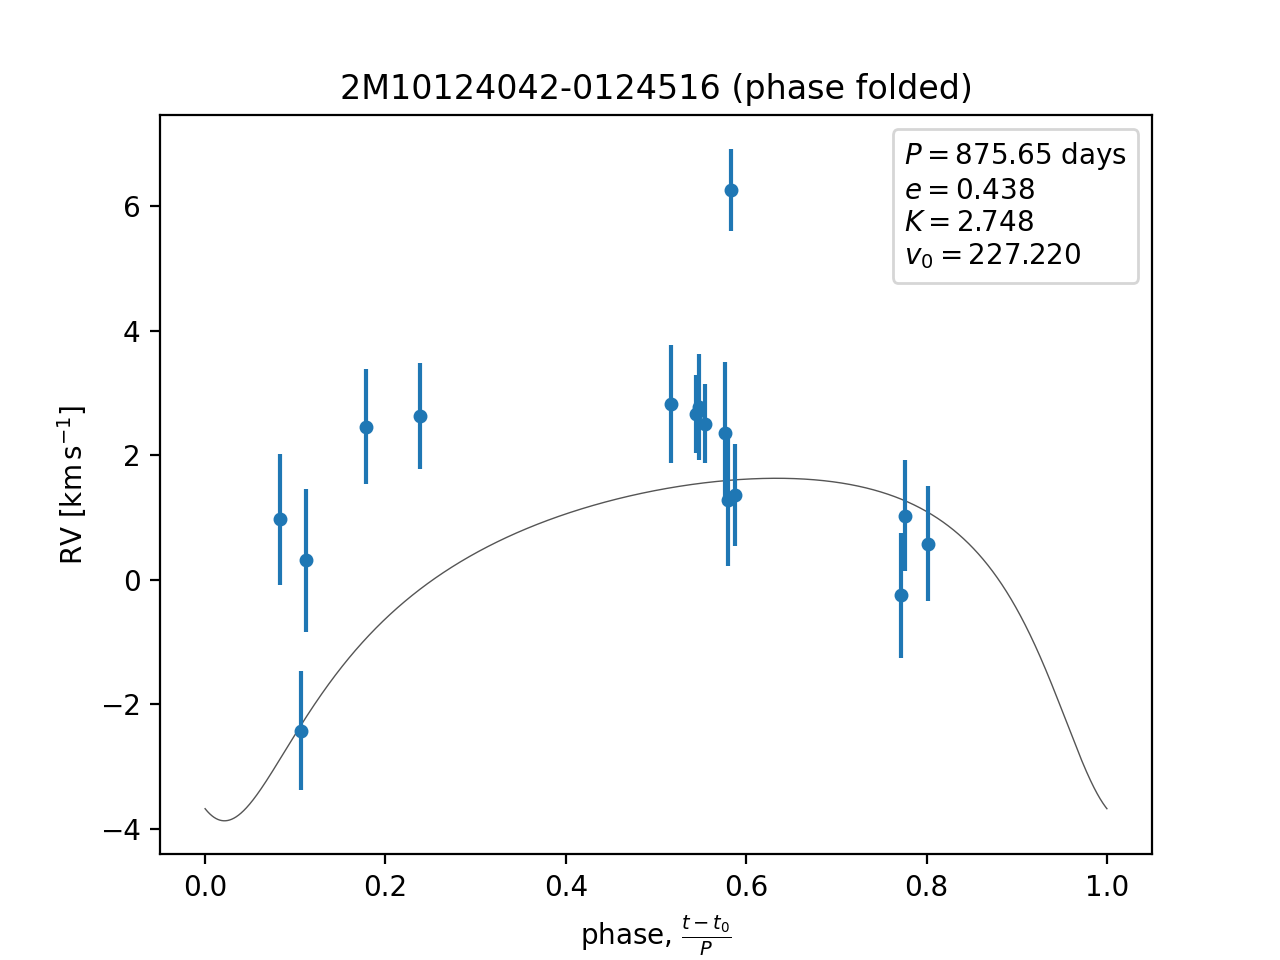 2M10124042-0124516 (phase folded)
P = 875.65 days
e = 0.438
K = 2.748
v₀ = 227.220
RV [km s⁻¹]
6
4
2
0
−2
−4
0.0 0.2 0.4 0.6 0.8 1.0
phase, (t − t₀)/P